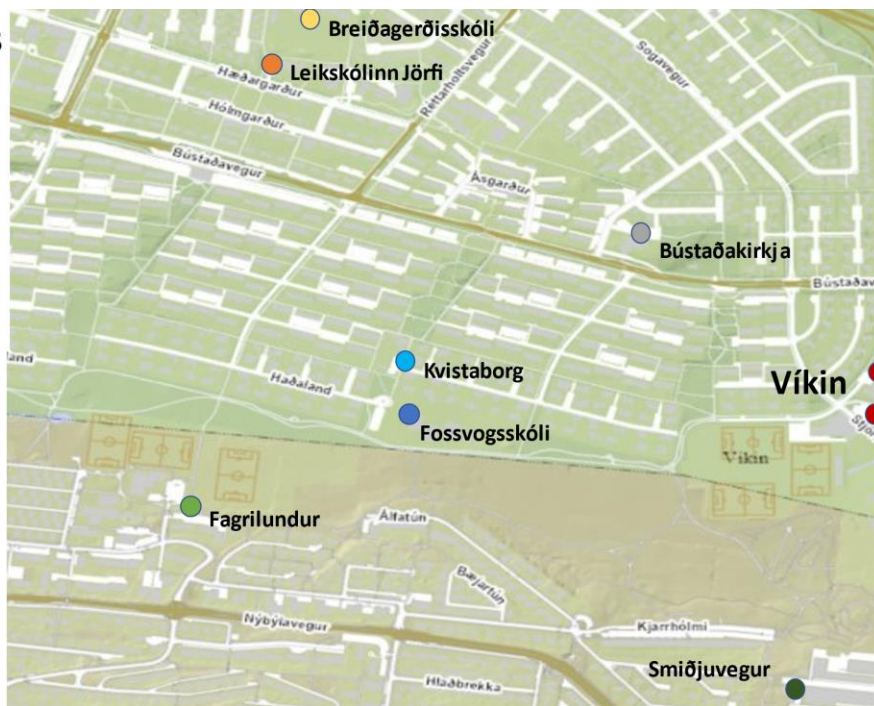 Breiðagerðisskóli
Leikskólinn Jörfi
Hæðargarður
Hólmgarður
Réttarholtsvegur
Sogavegur
Bústaðavegur
Ásgarður
Bústaðakirkja
Bústaðav
land
Kvistaborg
Haðaland
Víkin
Fossvogsskóli
Stjör
Víkin
Fagrilundur
Álfatún
Bæjartún
Nýbýlavegur
Kjarrhólmi
Smiðjuvegur
Hlaðbrekka